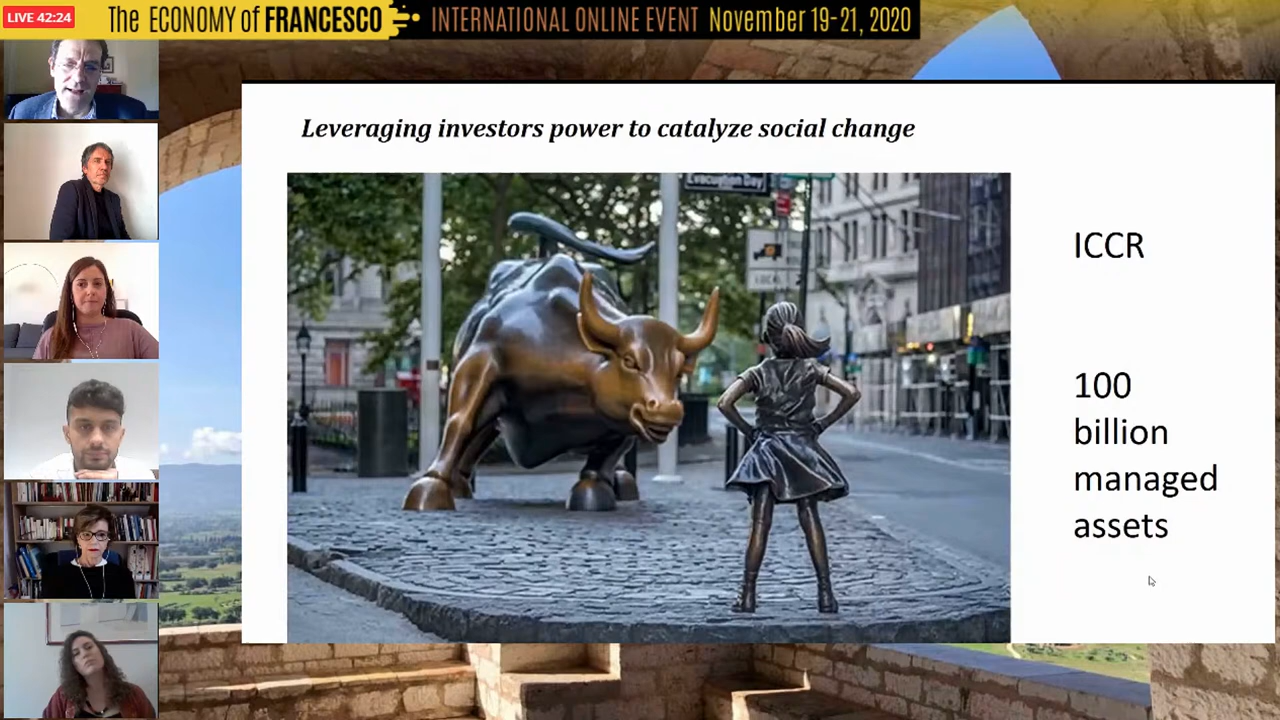 LIVE 42:24
The ECONOMY of FRANCESCO INTERNATIONAL ONLINE EVENT November 19-21, 2020
Leveraging investors power to catalyze social change
Evacuation Day
ICCR
100
billion
managed
assets